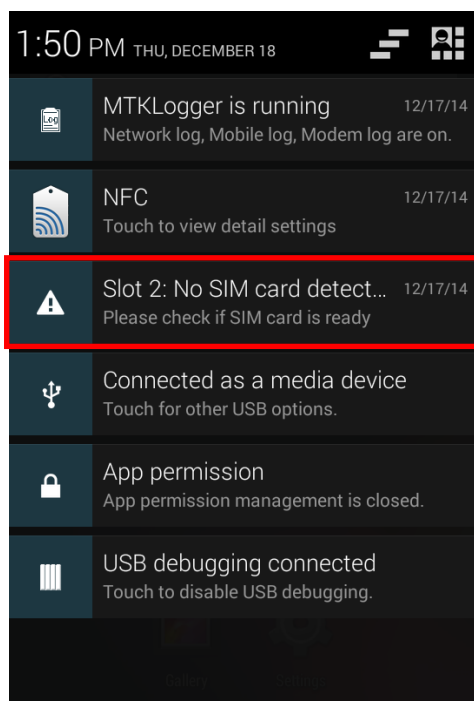 1:50 PM THU, DECEMBER 18
MTKLogger is running 12/17/14
Network log, Mobile log, Modem log are on.
NFC 12/17/14
Touch to view detail settings
Slot 2: No SIM card detect... 12/17/14
Please check if SIM card is ready
Connected as a media device
Touch for other USB options.
App permission
App permission management is closed.
USB debugging connected
Touch to disable USB debugging.
Gallery